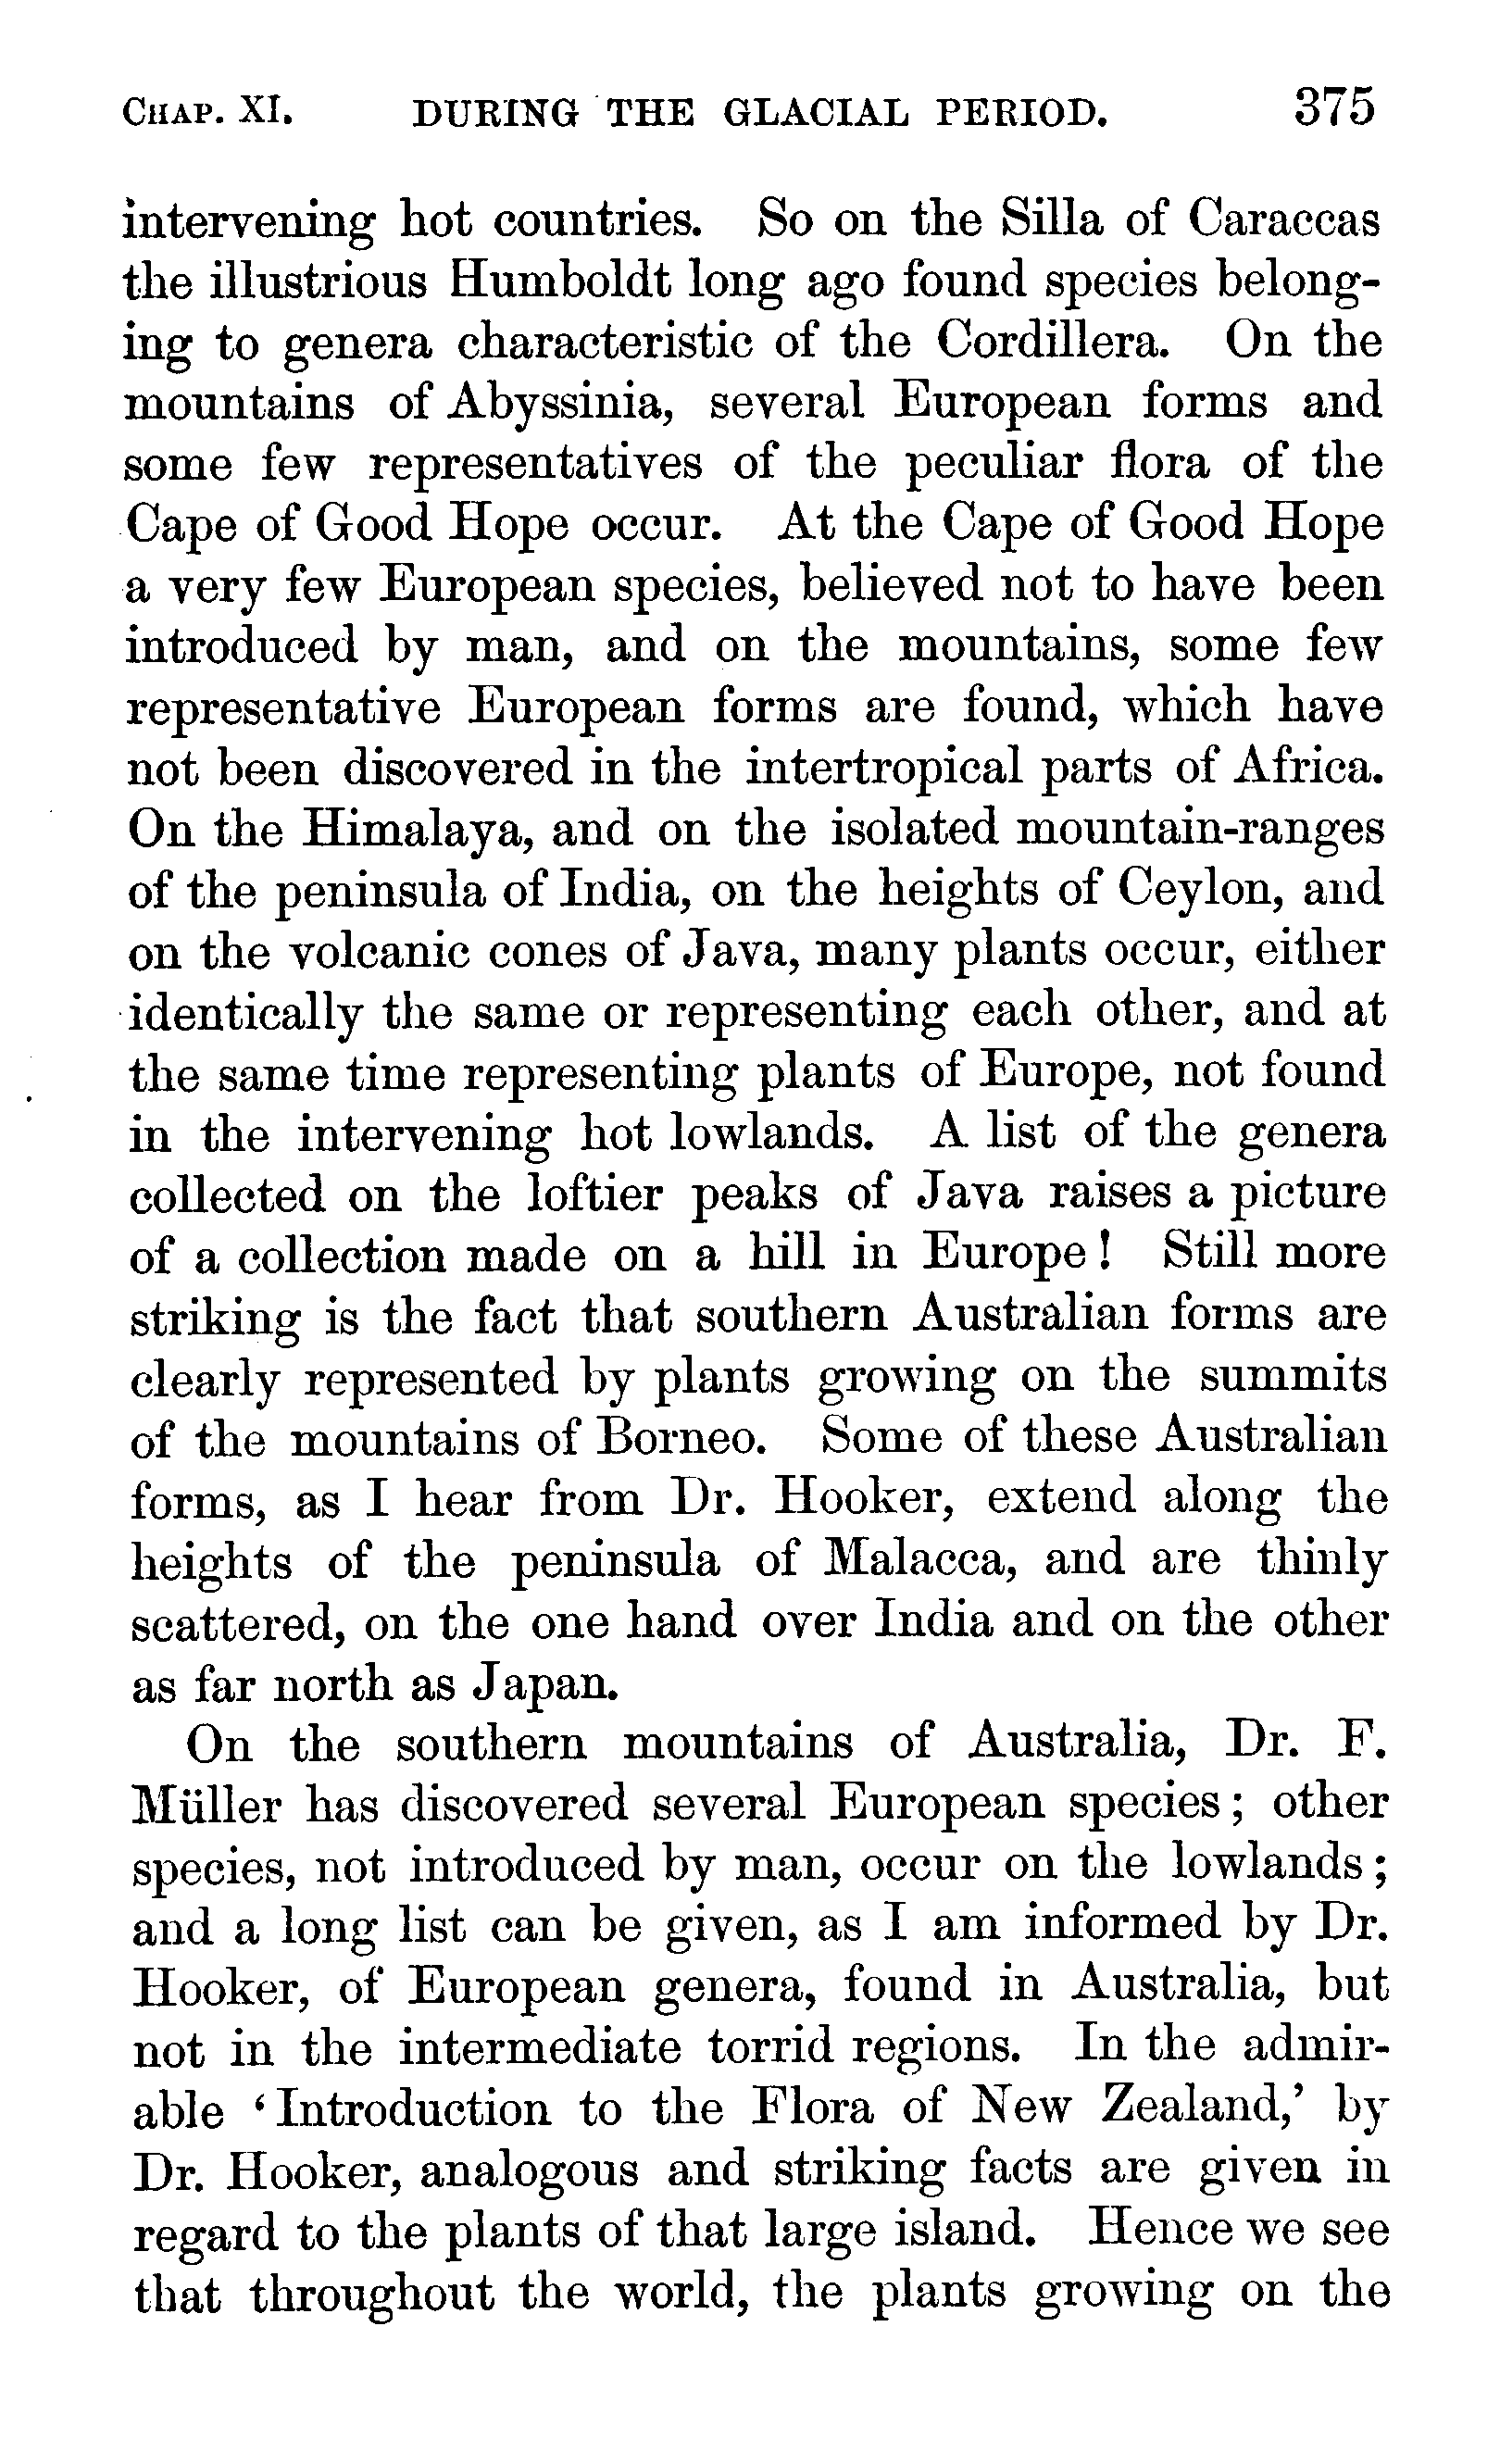 CHAP. XI. DURING THE GLACIAL PERIOD. 375
intervening hot countries. So on the Silla of Caraccas
the illustrious Humboldt long ago found species belong-
ing to genera characteristic of the Cordillera. On the
mountains of Abyssinia, several European forms and
some few representatives of the peculiar flora of the
Cape of Good Hope occur. At the Cape of Good Hope
a very few European species, believed not to have been
introduced by man, and on the mountains, some few
representative European forms are found, which have
not been discovered in the intertropical parts of Africa.
On the Himalaya, and on the isolated mountain-ranges
of the peninsula of India, on the heights of Ceylon, and
on the volcanic cones of Java, many plants occur, either
identically the same or representing each other, and at
the same time representing plants of Europe, not found
in the intervening hot lowlands. A list of the genera
collected on the loftier peaks of Java raises a picture
of a collection made on a hill in Europe! Still more
striking is the fact that southern Australian forms are
clearly represented by plants growing on the summits
of the mountains of Borneo. Some of these Australian
forms, as I hear from Dr. Hooker, extend along the
heights of the peninsula of Malacca, and are thinly
scattered, on the one hand over India and on the other
as far north as Japan.
On the southern mountains of Australia, Dr. F.
Müller has discovered several European species; other
species, not introduced by man, occur on the lowlands;
and a long list can be given, as I am informed by Dr.
Hooker, of European genera, found in Australia, but
not in the intermediate torrid regions. In the admir-
able ‘Introduction to the Flora of New Zealand,’ by
Dr. Hooker, analogous and striking facts are given in
regard to the plants of that large island. Hence we see
that throughout the world, the plants growing on the